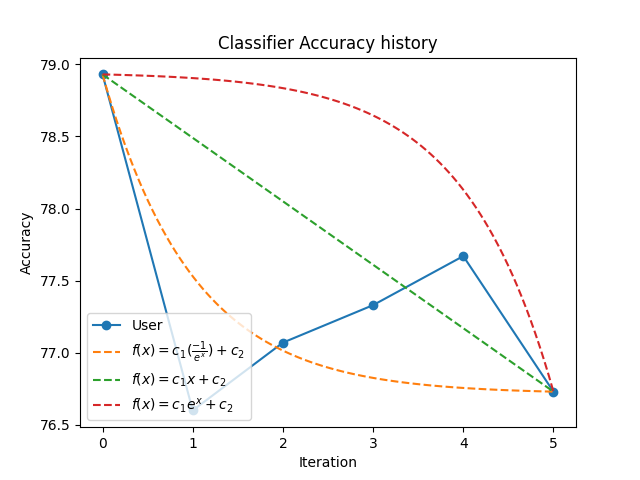 Classifier Accuracy history
79.0
78.5
78.0
77.5
77.0
76.5
Accuracy
User
f(x) = c₁(\frac{-1}{eˣ}) + c₂
f(x) = c₁x + c₂
f(x) = c₁eˣ + c₂
0 1 2 3 4 5
Iteration